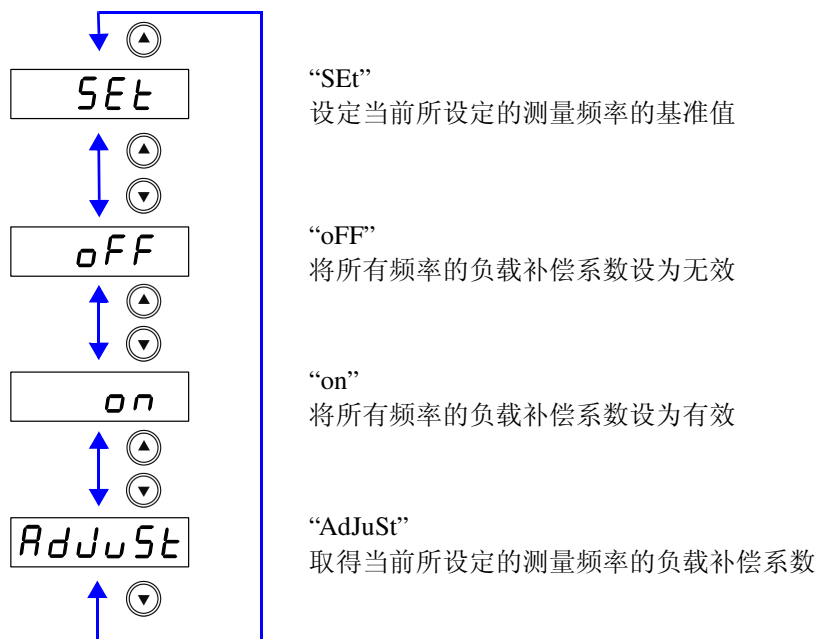 SEt
“SEt”
设定当前所设定的测量频率的基准值
oFF
“oFF”
将所有频率的负载补偿系数设为无效
on
“on”
将所有频率的负载补偿系数设为有效
AdJuSt
“AdJuSt”
取得当前所设定的测量频率的负载补偿系数